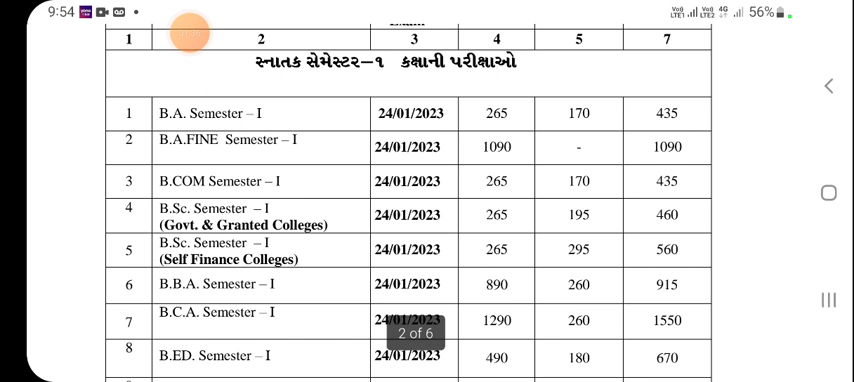 9:54 56%
1 2 3 4 5 7
સ્નાતક સેમેસ્ટર–૧ કક્ષાની પરીક્ષાઓ
1 B.A. Semester – I 24/01/2023 265 170 435
2 B.A.FINE Semester – I 24/01/2023 1090 - 1090
3 B.COM Semester – I 24/01/2023 265 170 435
4 B.Sc. Semester – I 24/01/2023 265 195 460
(Govt. & Granted Colleges)
5 B.Sc. Semester – I 24/01/2023 265 295 560
(Self Finance Colleges)
6 B.B.A. Semester – I 24/01/2023 890 260 915
7 B.C.A. Semester – I 24/01/2023 1290 260 1550
2 of 6
8 B.ED. Semester – I 24/01/2023 490 180 670